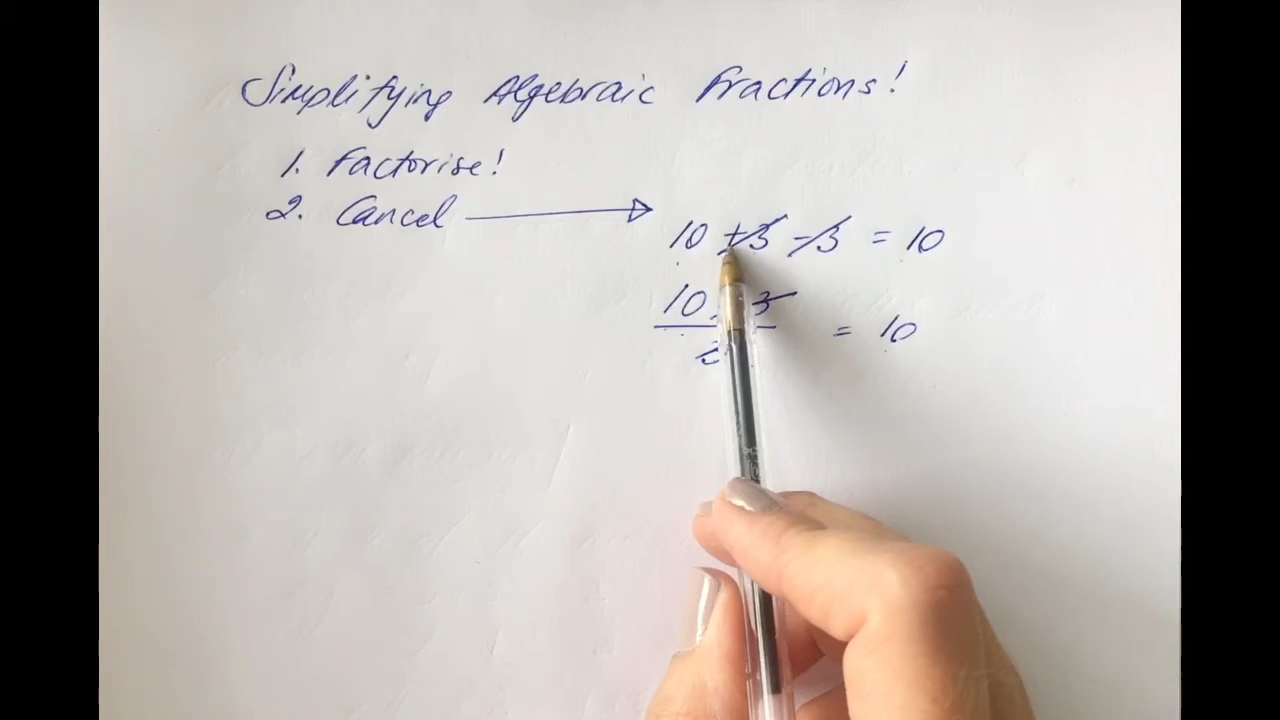 Simplifying Algebraic Fractions!
1. Factorise!
2. Cancel
10 +3 -3 = 10
10 3
= 10